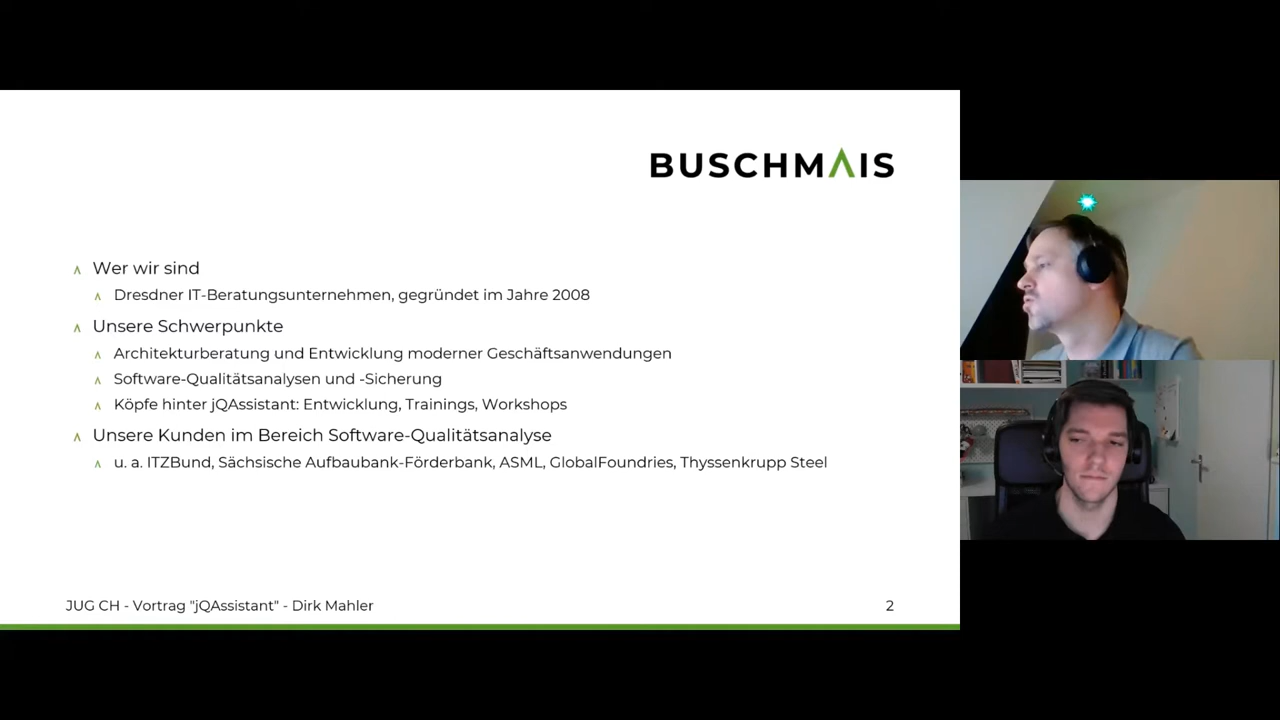 BUSCHMAIS
Wer wir sind
Dresdner IT-Beratungsunternehmen, gegründet im Jahre 2008
Unsere Schwerpunkte
Architekturberatung und Entwicklung moderner Geschäftsanwendungen
Software-Qualitätsanalysen und -Sicherung
Köpfe hinter jQAssistant: Entwicklung, Trainings, Workshops
Unsere Kunden im Bereich Software-Qualitätsanalyse
u. a. ITZBund, Sächsische Aufbaubank-Förderbank, ASML, GlobalFoundries, Thyssenkrupp Steel
JUG CH - Vortrag "jQAssistant" - Dirk Mahler
2